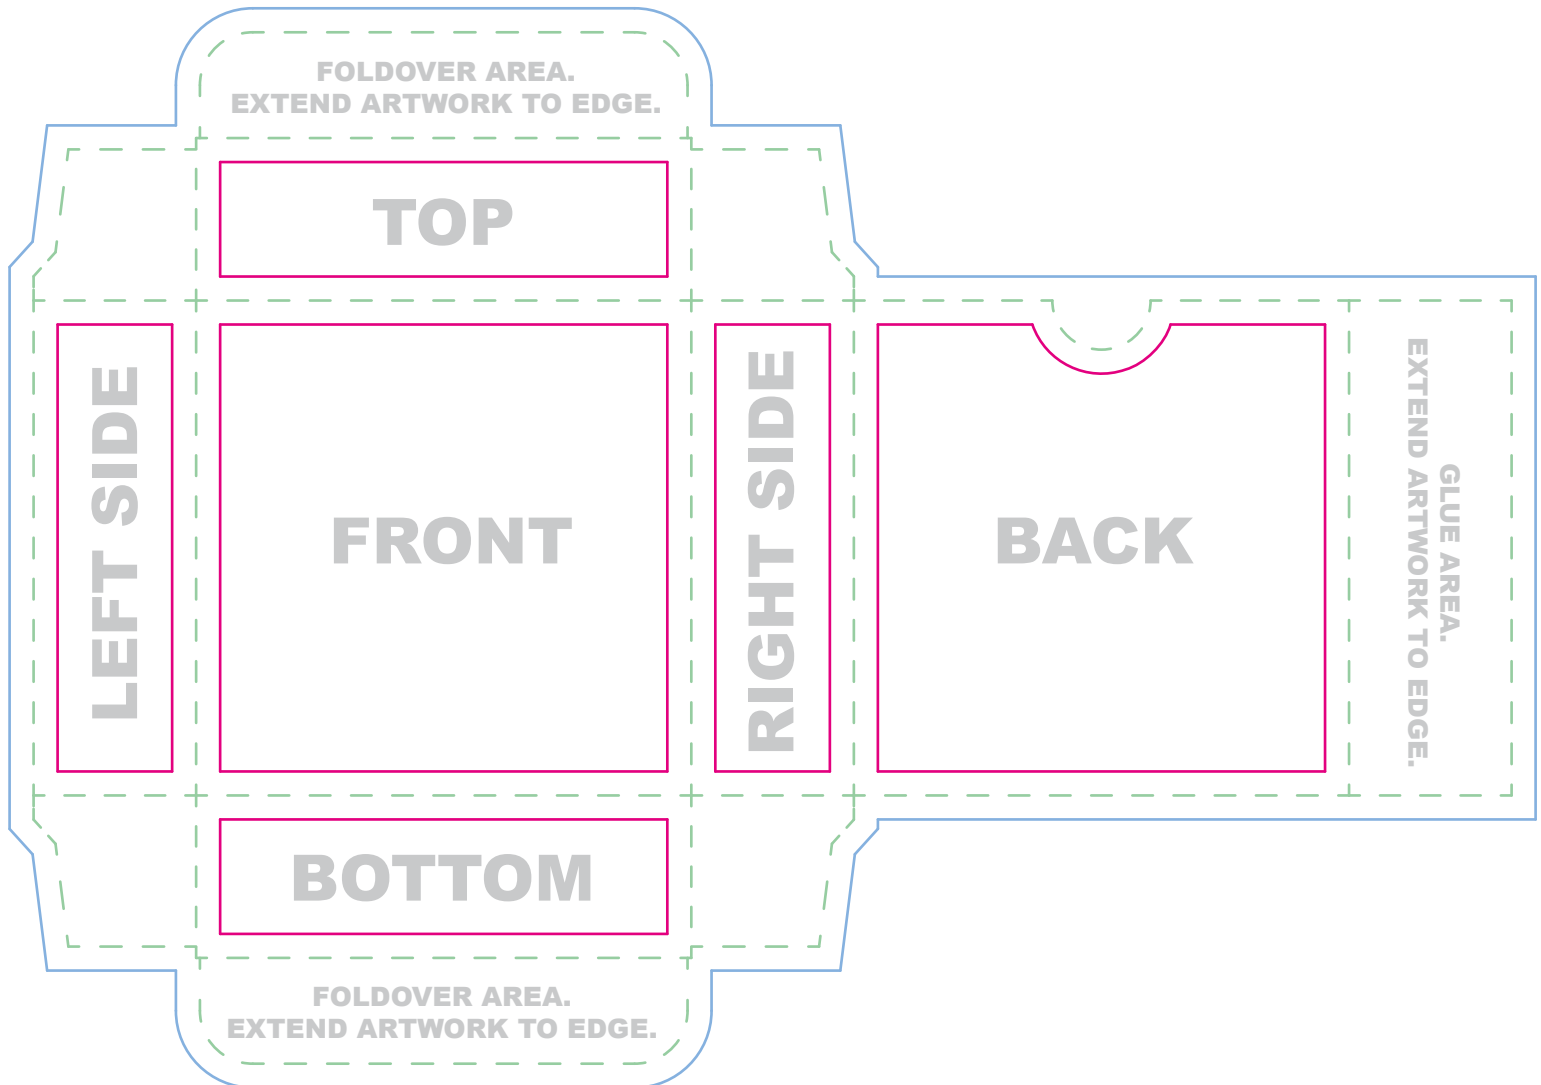 FOLDOVER AREA.
EXTEND ARTWORK TO EDGE.
TOP
LEFT SIDE
FRONT
RIGHT SIDE
BACK
GLUE AREA.
EXTEND ARTWORK TO EDGE.
BOTTOM
FOLDOVER AREA.
EXTEND ARTWORK TO EDGE.